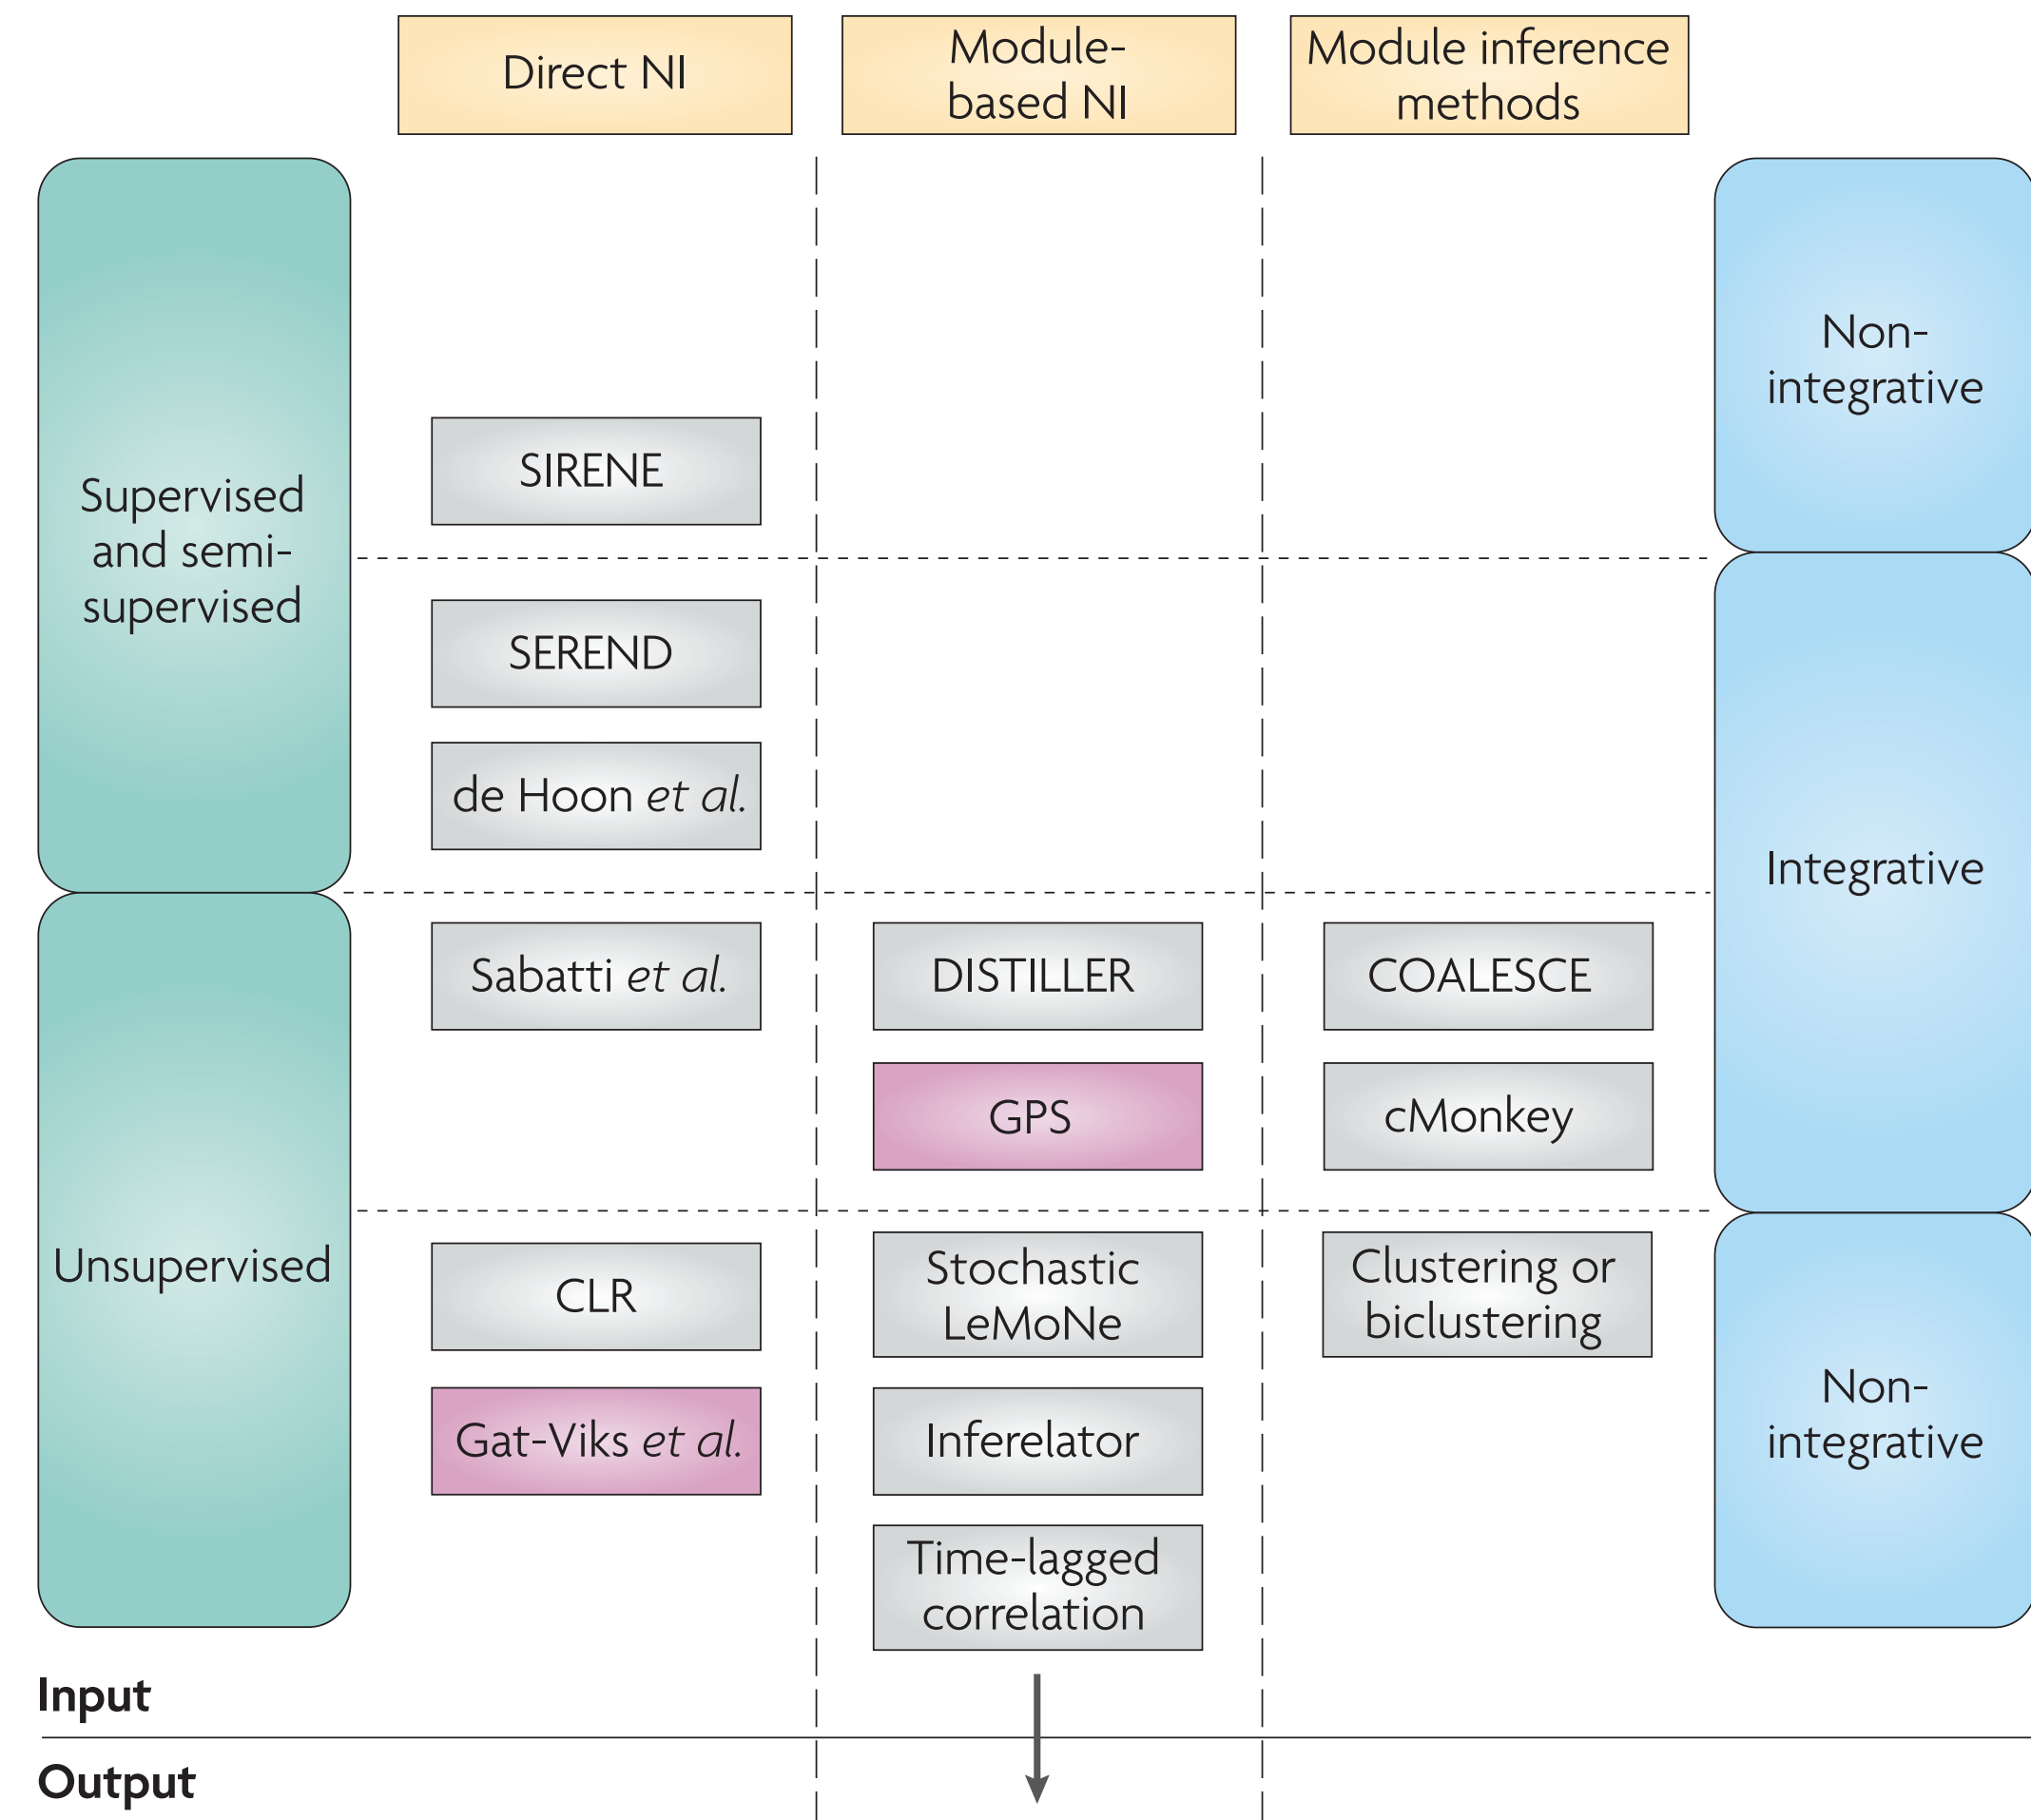 Direct NI
Module-
based NI
Module inference
methods
Supervised
and semi-
supervised
Non-
integrative
SIRENE
SEREND
de Hoon et al.
Integrative
Sabatti et al.
DISTILLER
COALESCE
GPS
cMonkey
Unsupervised
CLR
Stochastic
LeMoNe
Clustering or
biclustering
Gat-Viks et al.
Inferelator
Non-
integrative
Time-lagged
correlation
Input
Output